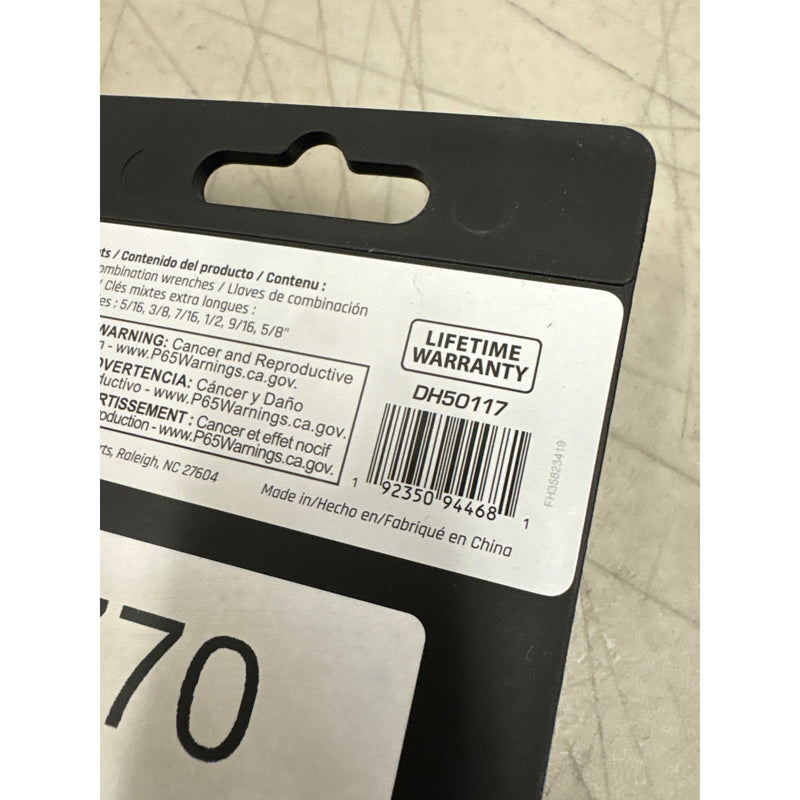 ts / Contenido del producto / Contenu :
ombination wrenches / Llaves de combinación
/ Clés mixtes extra longues :
es : 5/16, 3/8, 7/16, 1/2, 9/16, 5/8"
WARNING: Cancer and Reproductive
- www.P65Warnings.ca.gov.
DVERTENCIA: Cáncer y Daño
ductivo - www.P65Warnings.ca.gov.
RTISSEMENT : Cancer et effet nocif
oduction - www.P65Warnings.ca.gov.
rts, Raleigh, NC 27604
Made in/Hecho en/Fabriqué en China
LIFETIME
WARRANTY
DH50117
1 92350 94468 1
FH35823419
770